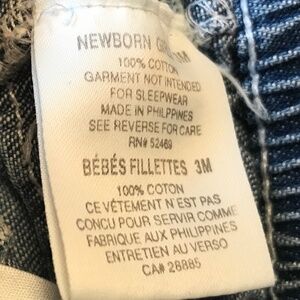 NEWBORN
100% COTTON
GARMENT NOT INTENDED
FOR SLEEPWEAR
MADE IN PHILIPPINES
SEE REVERSE FOR CARE
RN# 52469
BÉBÉS FILLETTES 3M
100% COTON
CE VÊTEMENT N'EST PAS
CONCU POUR SERVIR COMME
FABRIQUE AUX PHILIPPINES
ENTRETIEN AU VERSO
CA# 28885